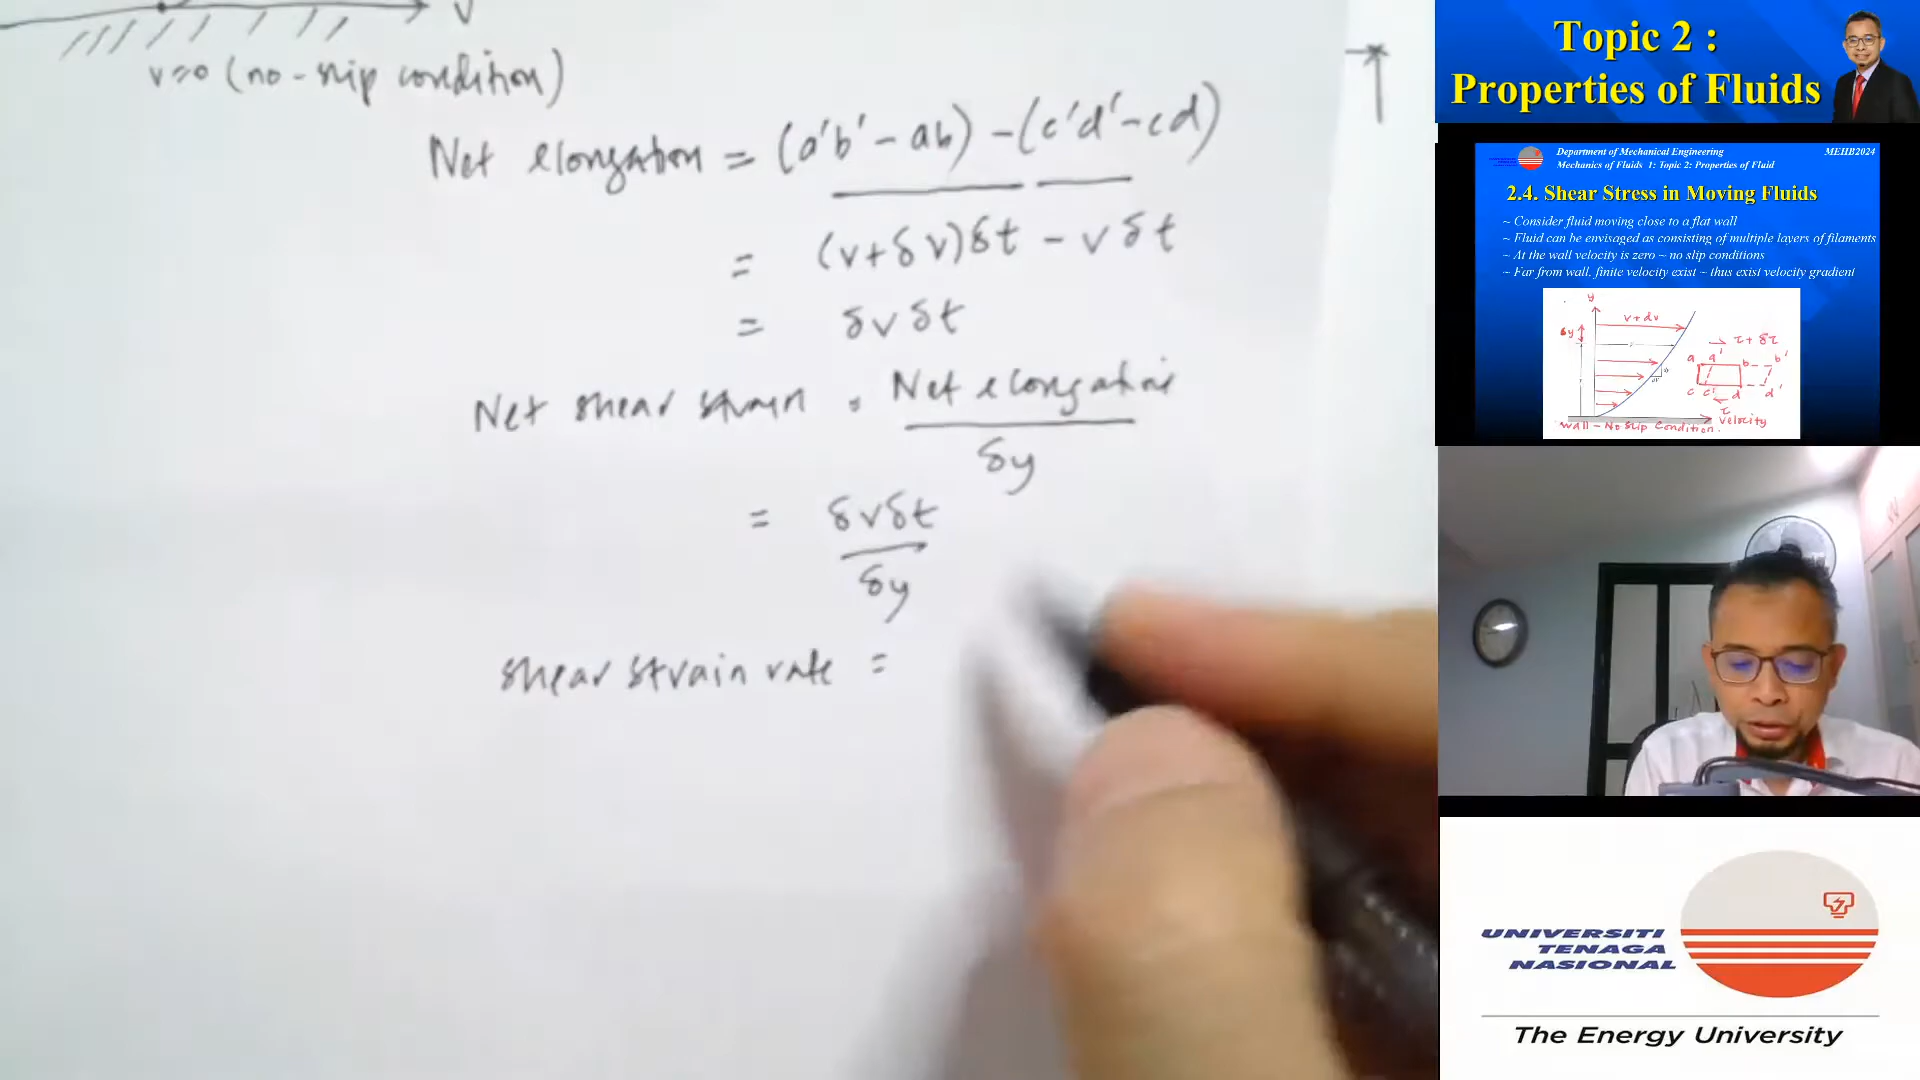 v
v=0 (no-slip condition)
Net elongation = (a'b' - ab) - (c'd' - cd)
= (v+δv)δt - vδt
= δvδt
Net shear strain = Net elongation
δy
= δvδt
δy
shear strain rate =
Topic 2 :
Properties of Fluids
Department of Mechanical Engineering
MEHB2024
Mechanics of Fluids 1: Topic 2: Properties of Fluid
2.4. Shear Stress in Moving Fluids
~ Consider fluid moving close to a flat wall
~ Fluid can be envisaged as consisting of multiple layers of filaments
~ At the wall velocity is zero ~ no slip conditions
~ Far from wall, finite velocity exist ~ thus exist velocity gradient
y
v+dv
δy
τ+δτ
a a' b b'
c c' d d'
τ
velocity
wall - No Slip Condition.
UNIVERSITI
TENAGA
NASIONAL
The Energy University